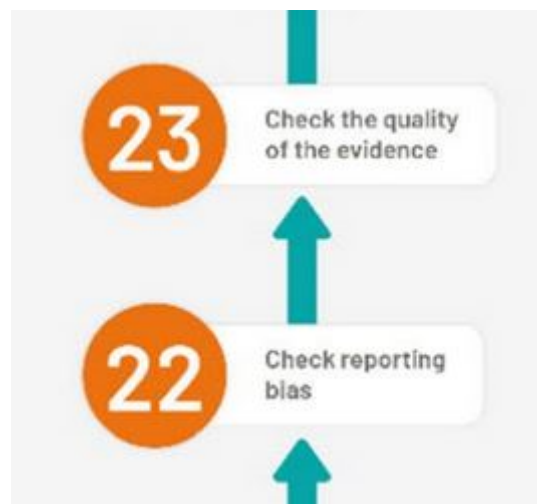 23
Check the quality
of the evidence
22
Check reporting
bias